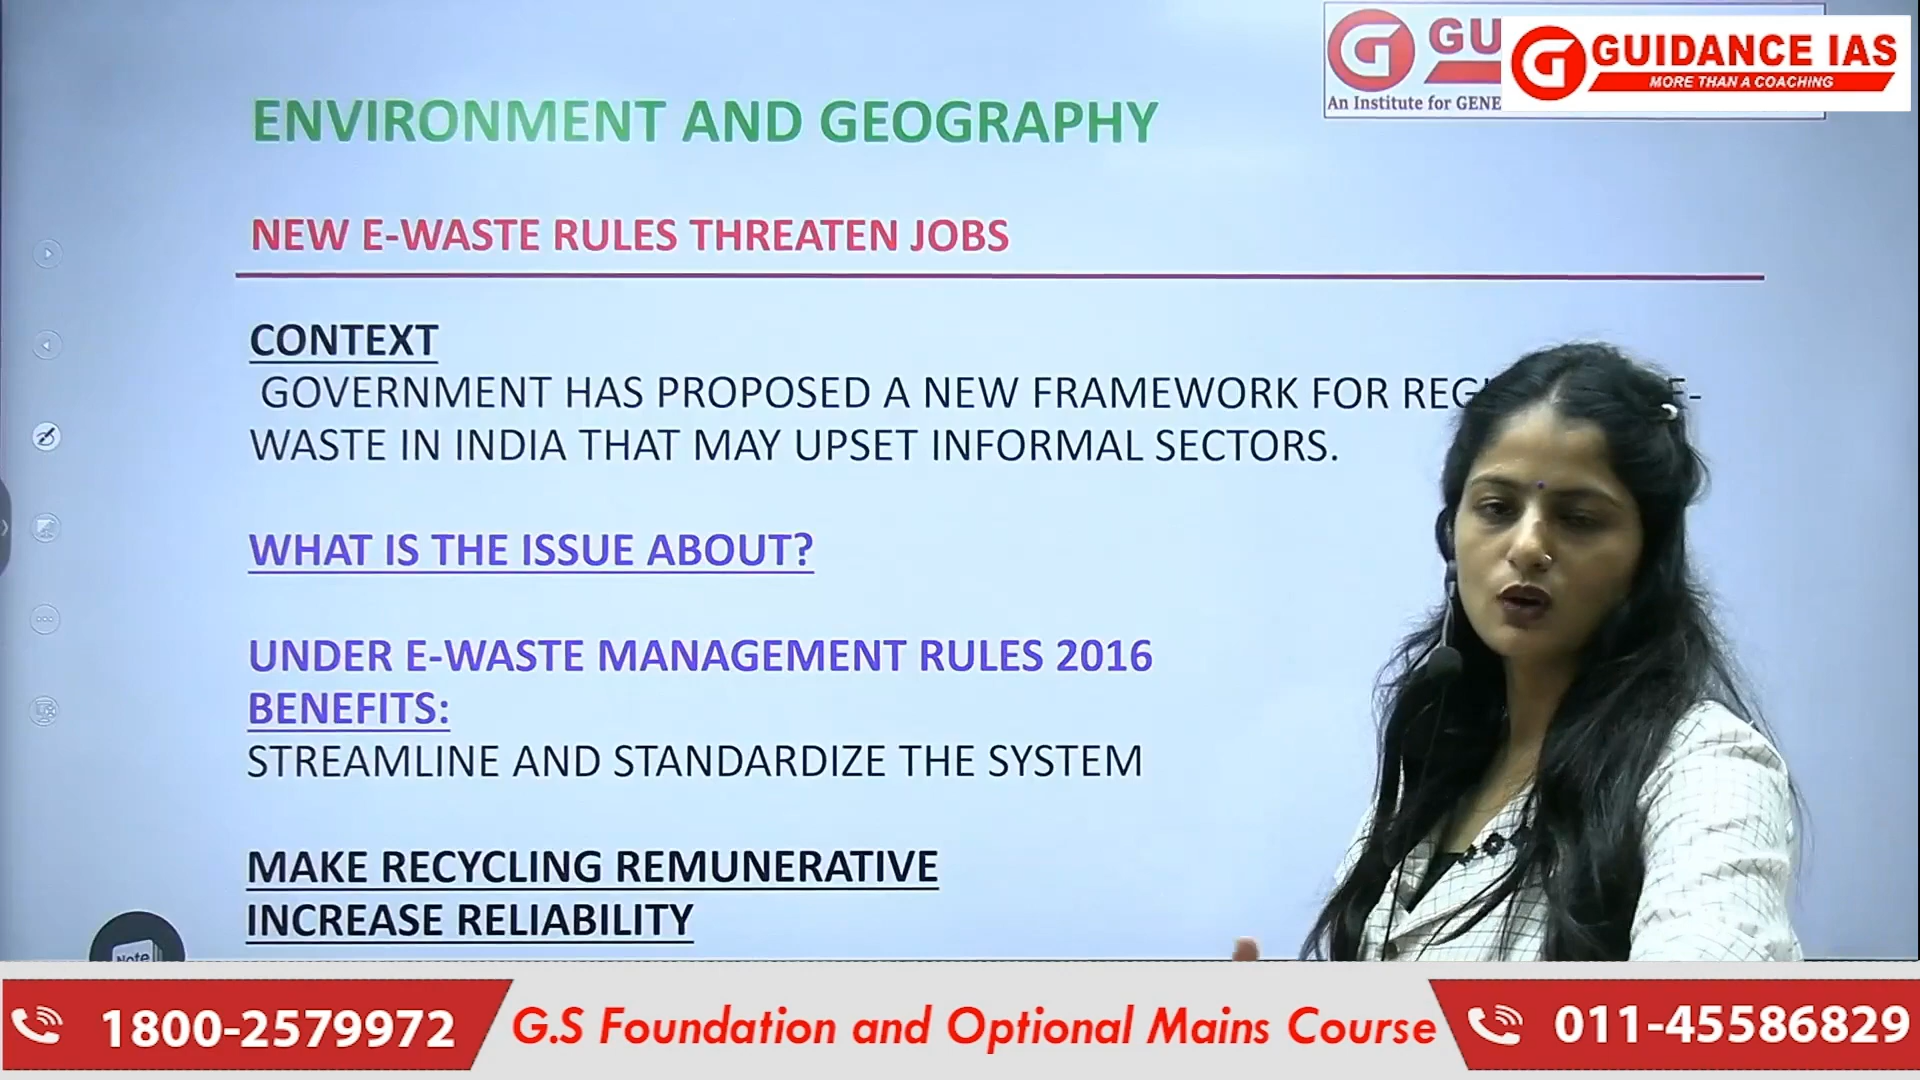 GU
An Institute for GENE
GUIDANCE IAS
MORE THAN A COACHING
ENVIRONMENT AND GEOGRAPHY
NEW E-WASTE RULES THREATEN JOBS
CONTEXT
GOVERNMENT HAS PROPOSED A NEW FRAMEWORK FOR REG E-
WASTE IN INDIA THAT MAY UPSET INFORMAL SECTORS.
WHAT IS THE ISSUE ABOUT?
UNDER E-WASTE MANAGEMENT RULES 2016
BENEFITS:
STREAMLINE AND STANDARDIZE THE SYSTEM
MAKE RECYCLING REMUNERATIVE
INCREASE RELIABILITY
Note
1800-2579972
G.S Foundation and Optional Mains Course
011-45586829